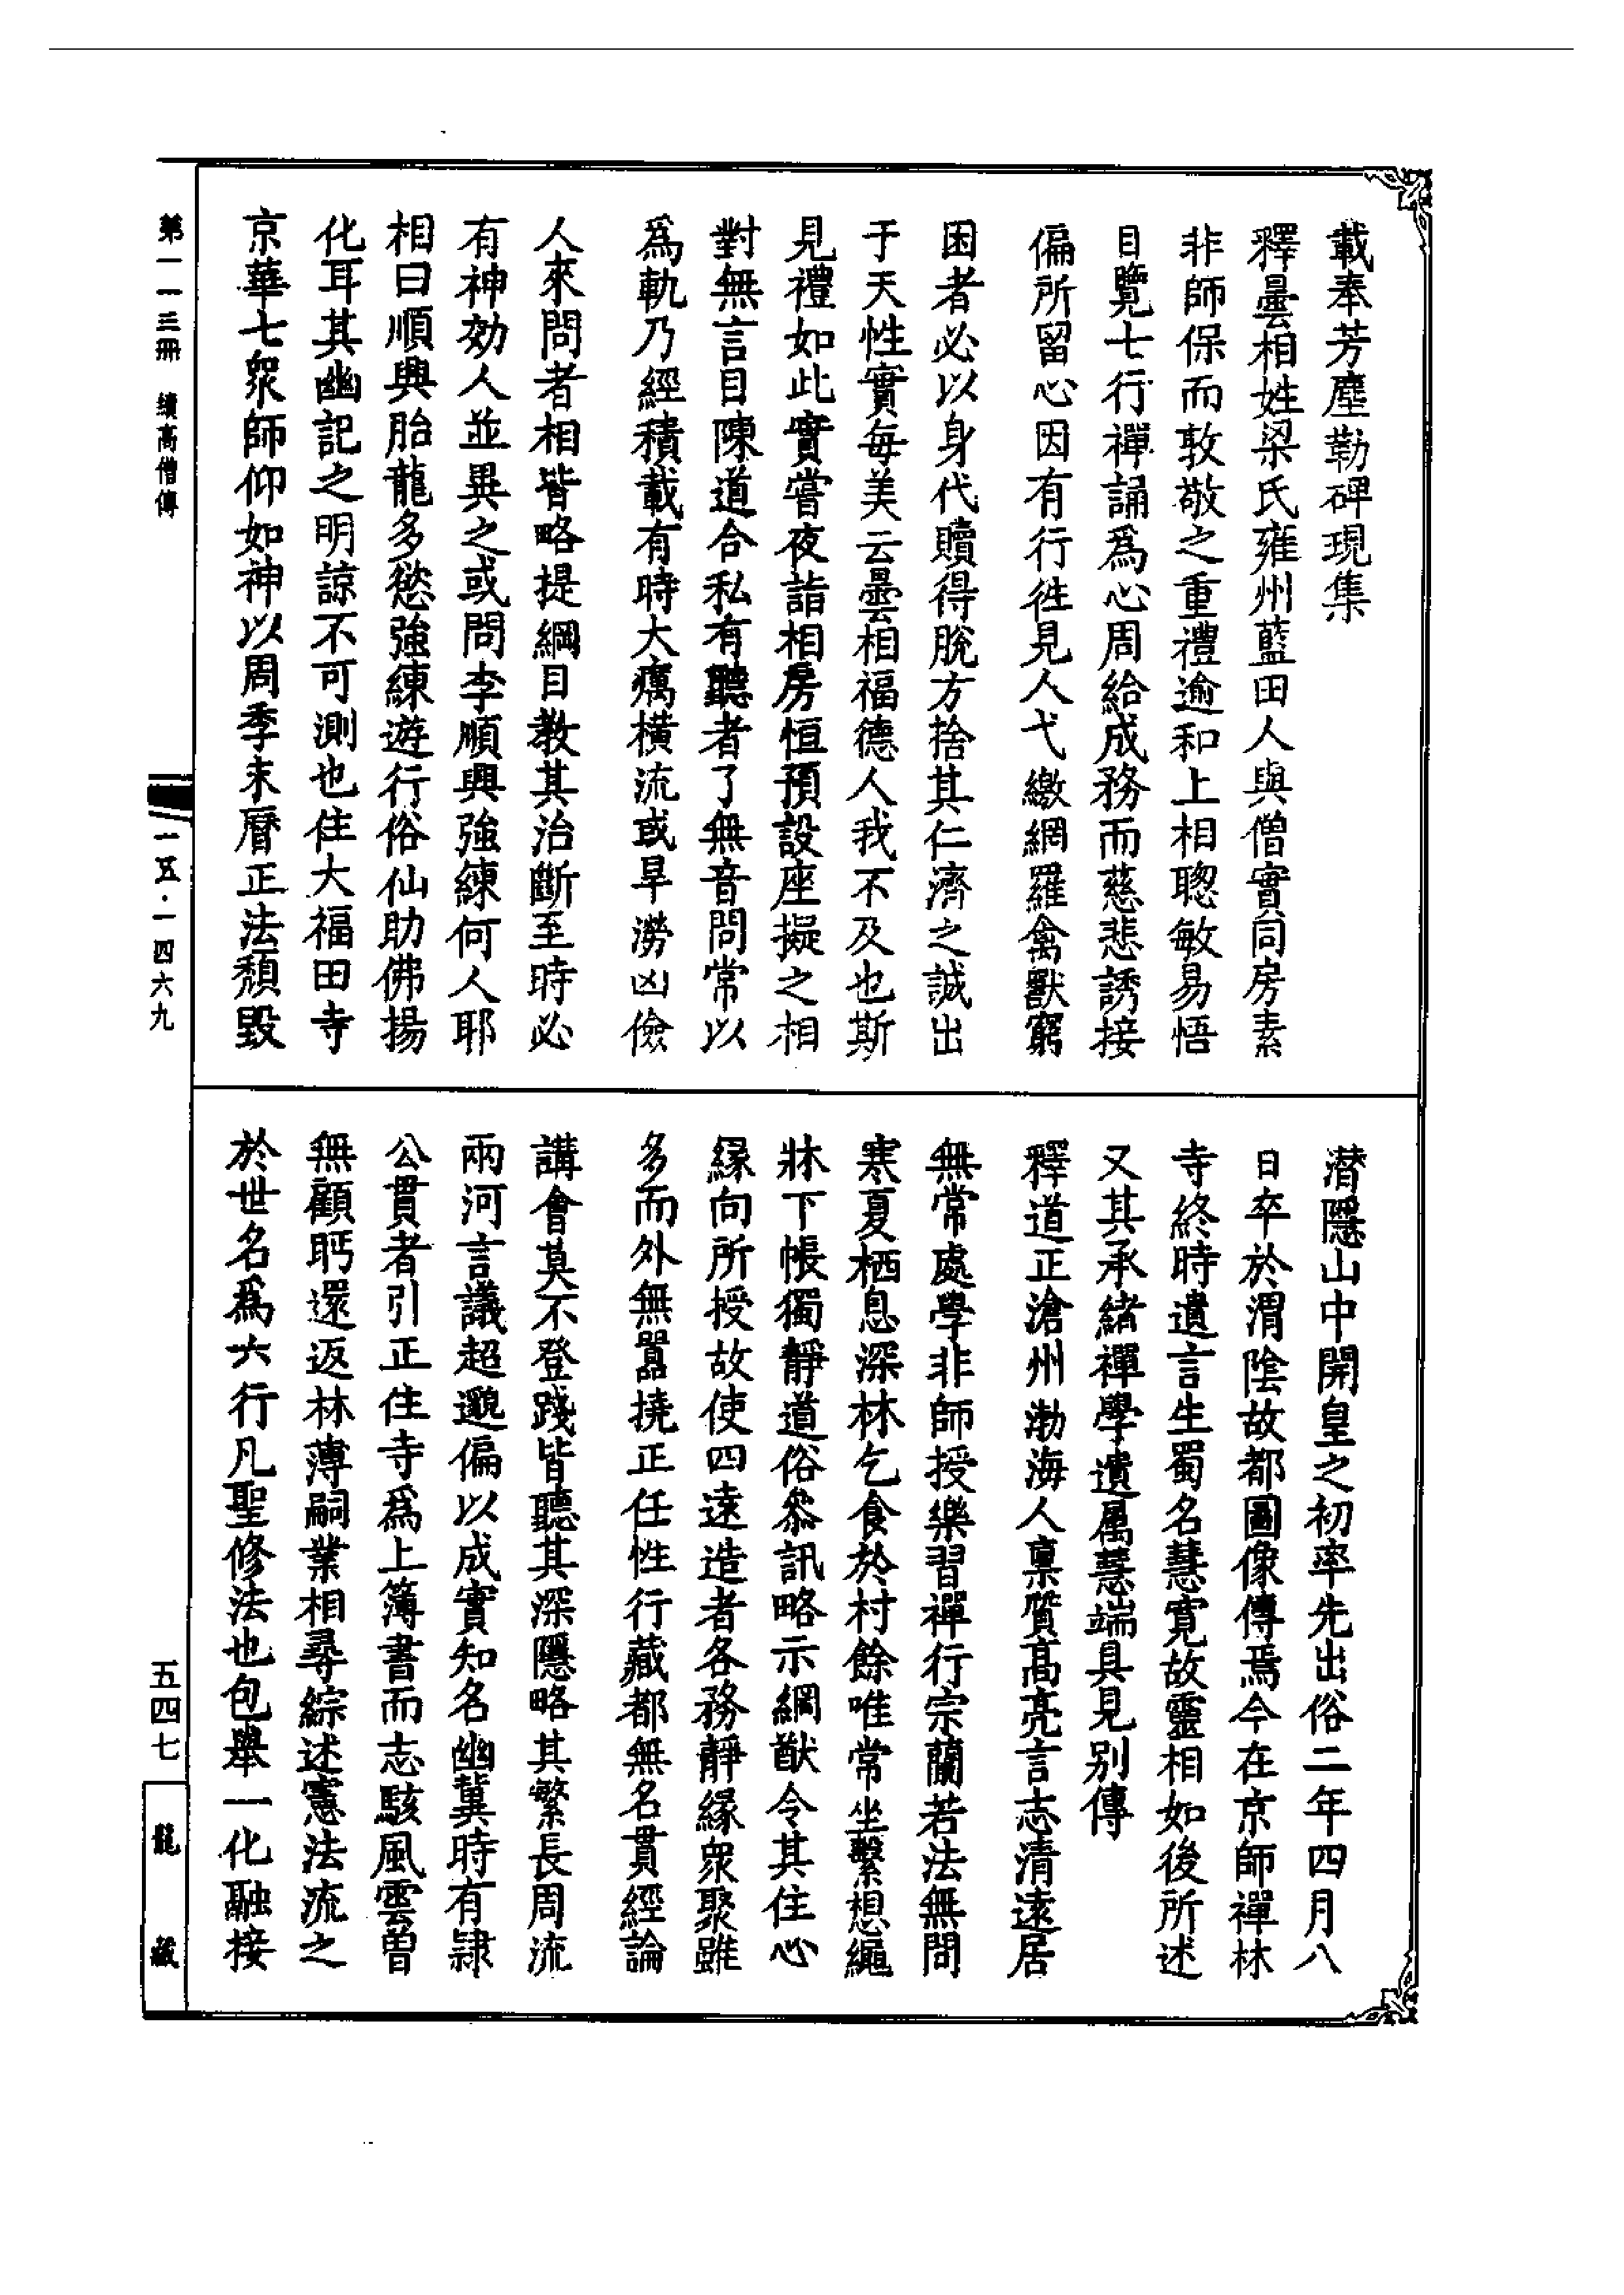 載奉芳塵勒碑現集
釋曇相姓梁氏雍州藍田人與僧實同房素
非師保而敦敬之重禮逾和上相聰敏易悟
目覽七行禪誦爲心周給成務而慈悲誘接
偏所留心因有行徃見人弋繳網羅禽獸窮
困者必以身代贖得脫方捨其仁濟之誠出
于天性實每美云曇相福德人我不及也斯
見禮如此實嘗夜詣相房恒預設座擬之相
對無言目陳道合私有聽者了無音問常以
爲軌乃經積載有時大癘橫流或旱澇凶儉
人來問者相皆略提綱目教其治斷至時必
有神効人並異之或問李順興強練何人耶
相曰順興胎龍多慾強練遊行俗仙助佛揚
化耳其幽記之明諒不可測也住大福田寺
京華七眾師仰如神以周季末曆正法頹毀
潛隱山中開皇之初率先出俗二年四月八
日卒於渭陰故都圖像傳焉今在京師禪林
寺終時遺言生蜀名慧寬故靈相如後所述
又其承緒禪學遺属慧端具見別傳
釋道正滄州渤海人稟質高亮言志清遠居
無常處學非師授樂習禪行宗蘭若法無問
寒夏栖息深林乞食於村餘唯常坐繫想繩
牀下帳獨靜道俗叅訊略示綱猷令其住心
緣向所授故使四遠造者各務靜緣眾聚雖
多而外無囂撓正任性行藏都無名貫經論
講會莫不登踐皆聽其深隱略其繁長周流
兩河言議超邈偏以成實知名幽冀時有隷
公貫者引正住寺爲上簿書而志駭風雲曽
無顧眄還返林薄嗣業相尋綜述憲法流之
於世名爲六行凡聖修法也包舉一化融接
第一一三冊　續高僧傳
一五·一四六九
五四七
龍藏